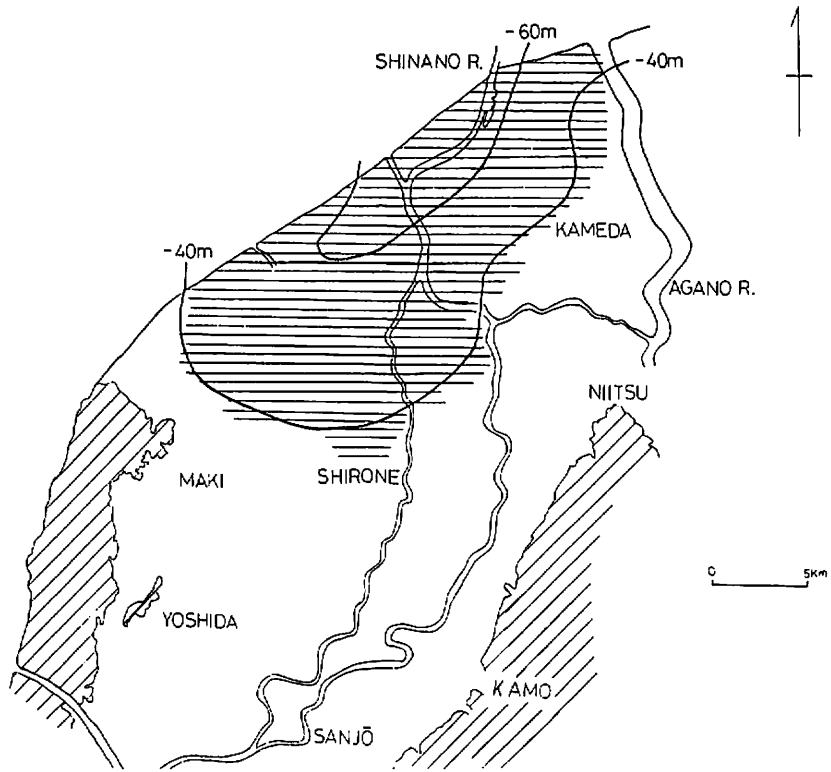 -60m
SHINANO R.
-40m
KAMEDA
-40m
AGANO R.
NIITSU
MAKI
SHIRONE
0 5Km
YOSHIDA
KAMO
SANJŌ